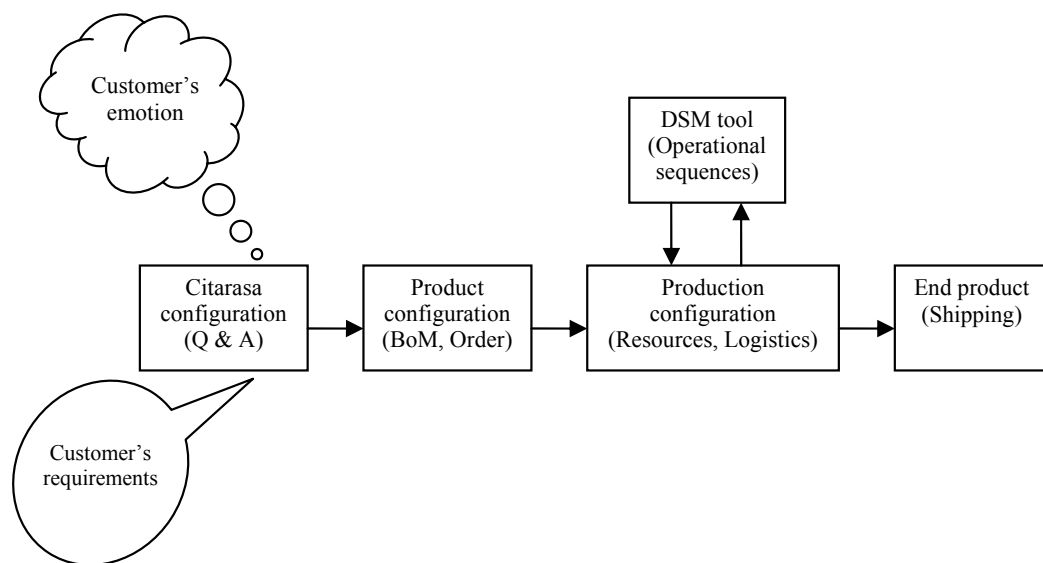 Customer’s
emotion
DSM tool
(Operational
sequences)
Citarasa
configuration
(Q & A)
Product
configuration
(BoM, Order)
Production
configuration
(Resources, Logistics)
End product
(Shipping)
Customer’s
requirements